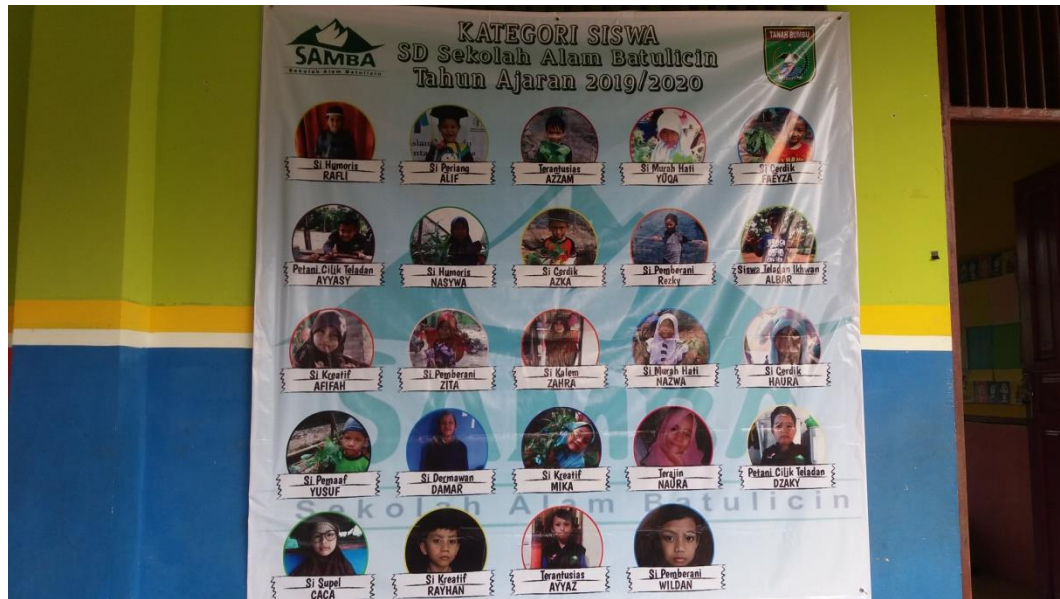 SAMBA
Sekolah Alam Batulicin
KATEGORI SISWA
SD Sekolah Alam Batulicin
Tahun Ajaran 2019/2020
TANAH BUMBU
Si Humoris
RAFLI
Si Periang
ALIF
Terantusias
AZZAM
Si Murah Hati
YUQA
Si Cerdik
FAEYZA
Petani Cilik Teladan
AYYASY
Si Humoris
NASYWA
Si Cerdik
AZKA
Si Pemberani
Rezky
Siswa Teladan Ikhwan
ALBAR
Si Kreatif
AFIFAH
Si Pemberani
ZITA
Si Kalem
ZAHRA
Si Murah Hati
NAZWA
Si Cerdik
HAURA
SAMBA
Si Pemaaf
YUSUF
Si Dermawan
DAMAR
Si Kreatif
MIKA
Terajin
NAURA
Petani Cilik Teladan
DZAKY
Sekolah Alam Batulicin
Si Supel
CACA
Si Kreatif
RAYHAN
Terantusias
AYYAZ
Si Pemberani
WILDAN